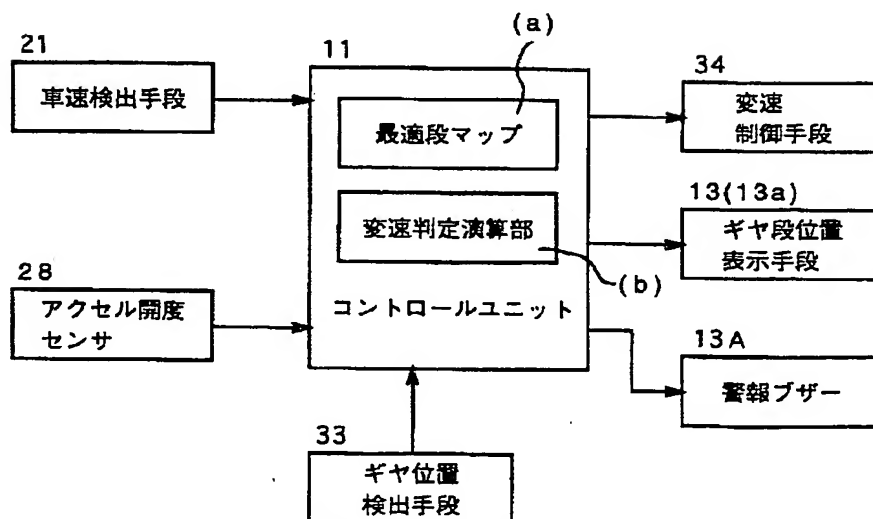 (a)
21
11
34
車速検出手段
変速
制御手段
最適段マップ
13(13a)
変速判定演算部
ギヤ段位置
表示手段
28
(b)
アクセル開度
センサ
コントロールユニット
13A
警報ブザー
33
ギヤ位置
検出手段